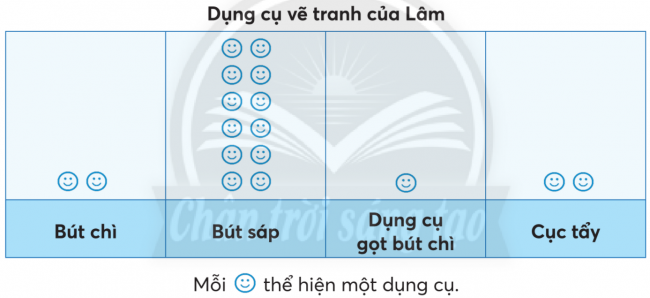 Dụng cụ vẽ tranh của Lâm
Bút chì
Bút sáp
Dụng cụ
gọt bút chì
Cục tẩy
Chân trời sáng tạo
Mỗi thể hiện một dụng cụ.